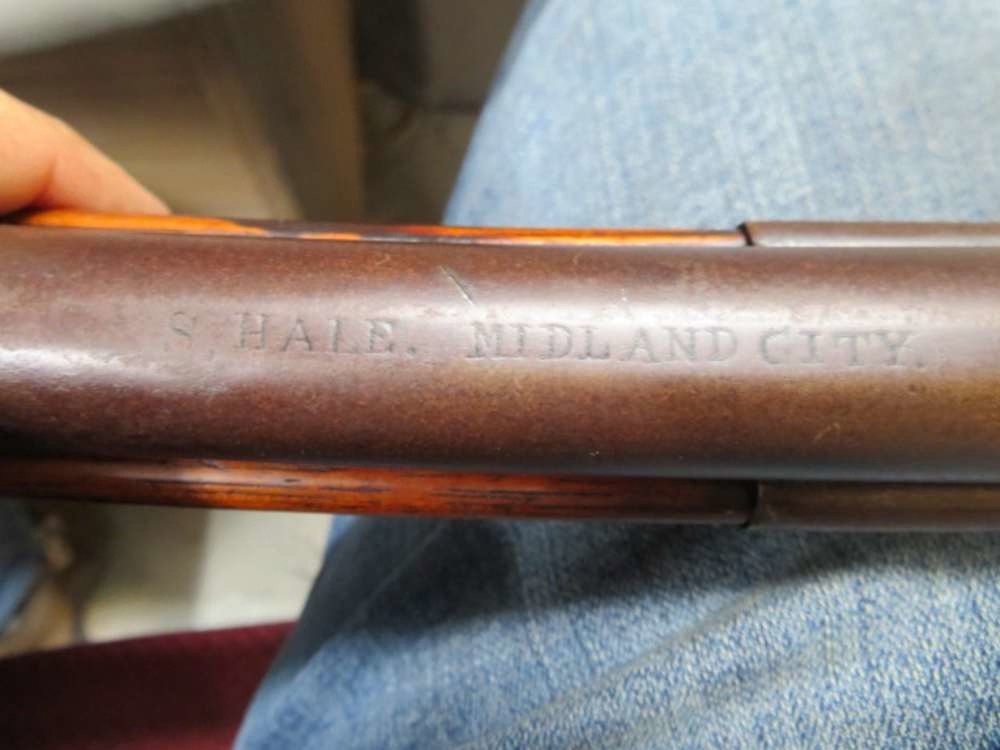 S. HALE. MIDLAND CITY.